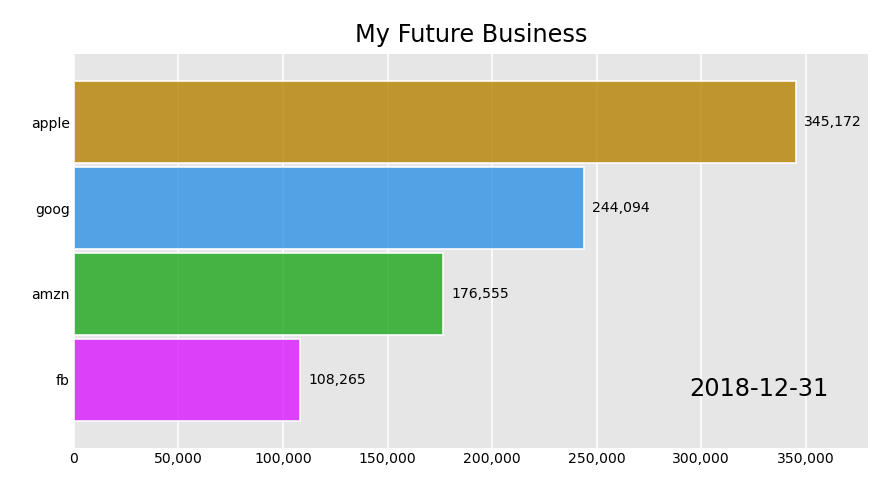 My Future Business
apple 345,172
goog 244,094
amzn 176,555
fb 108,265
2018-12-31
0 50,000 100,000 150,000 200,000 250,000 300,000 350,000